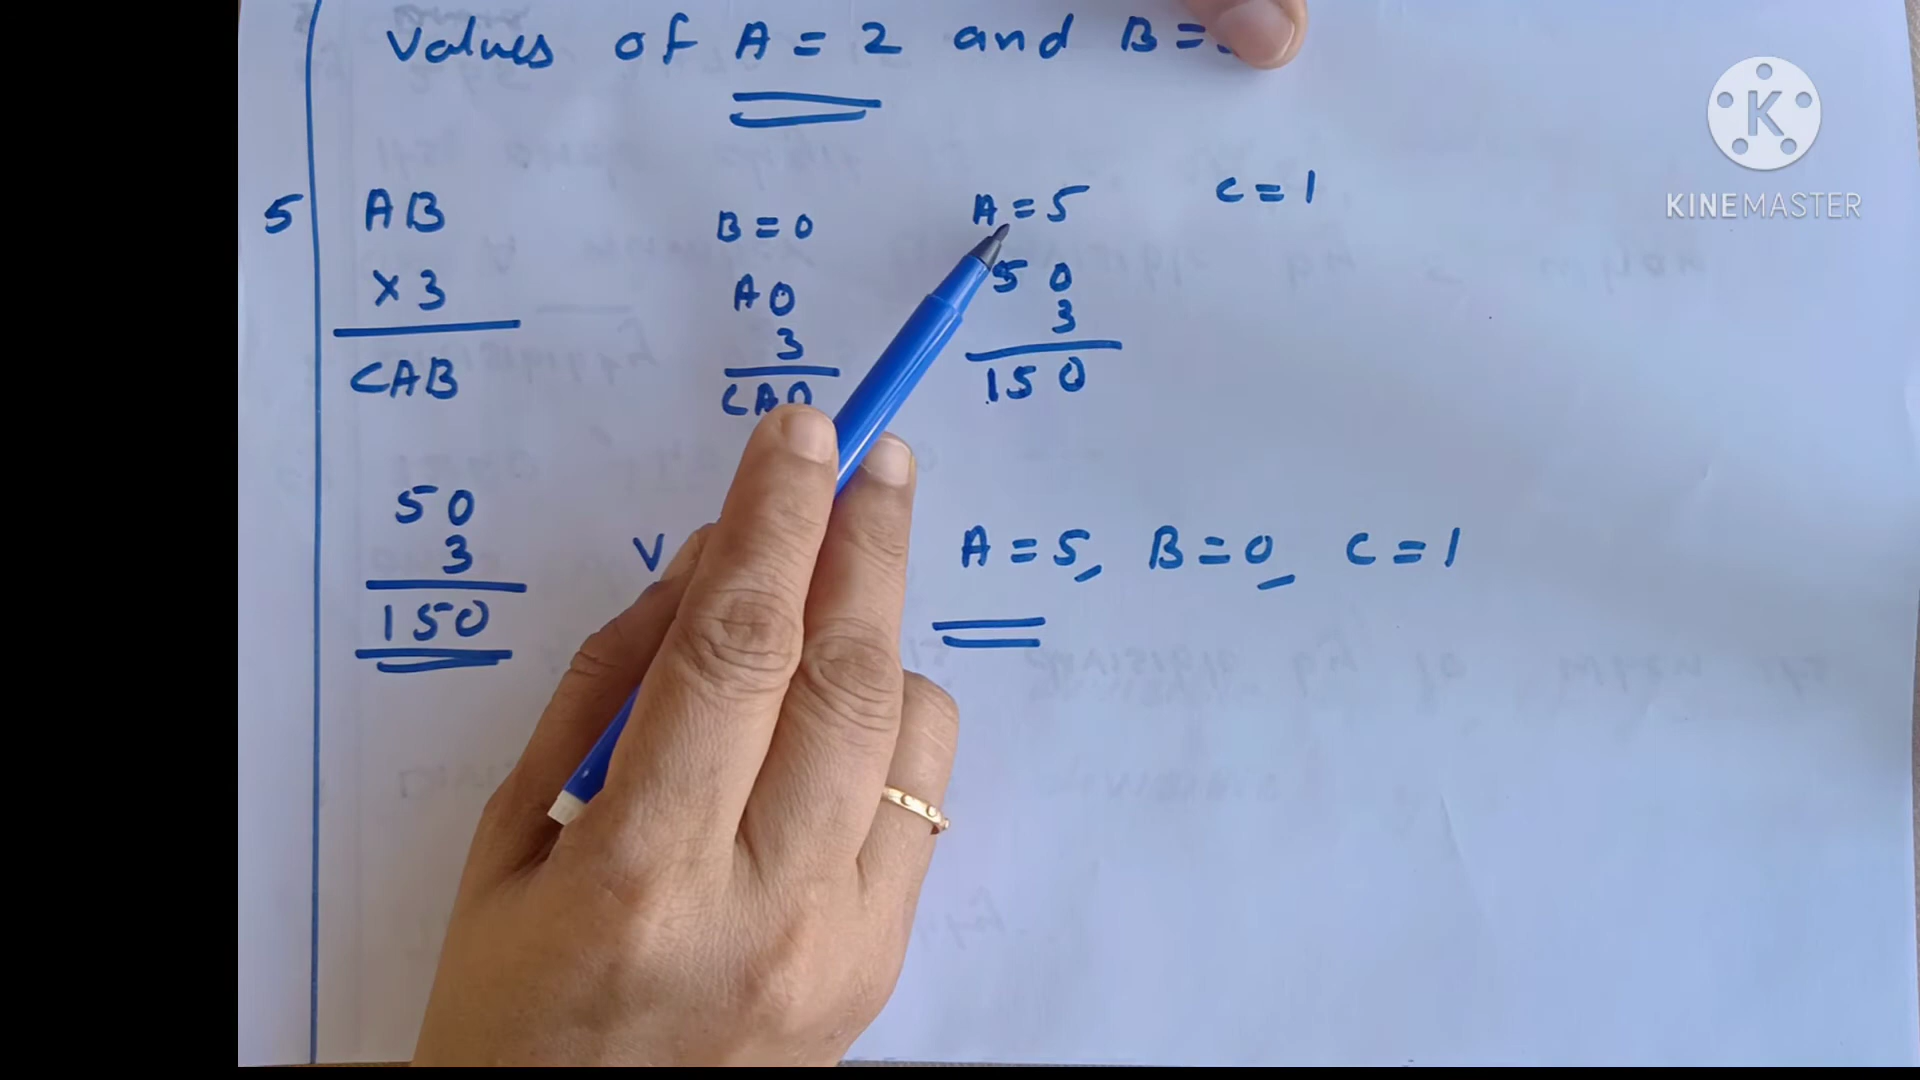 Values of A = 2 and B =
5 AB B = 0 A = 5 C = 1
× 3 A0 50
CAB 3 3
CA0 150
50
3 A = 5, B = 0, C = 1
150
K
KINEMASTER